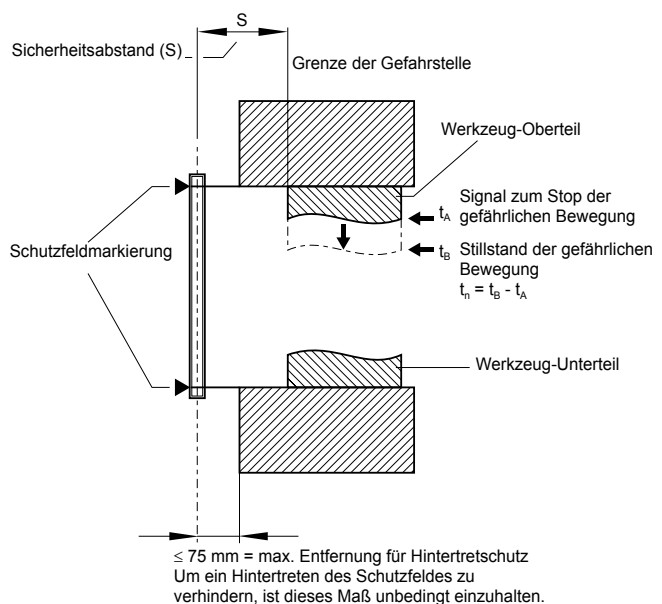 S
Sicherheitsabstand (S)
Grenze der Gefahrstelle
Werkzeug-Oberteil
tA Signal zum Stop der
gefährlichen Bewegung
Schutzfeldmarkierung
tB Stillstand der gefährlichen
Bewegung
tn = tB - tA
Werkzeug-Unterteil
≤ 75 mm = max. Entfernung für Hintertretschutz
Um ein Hintertreten des Schutzfeldes zu
verhindern, ist dieses Maß unbedingt einzuhalten.